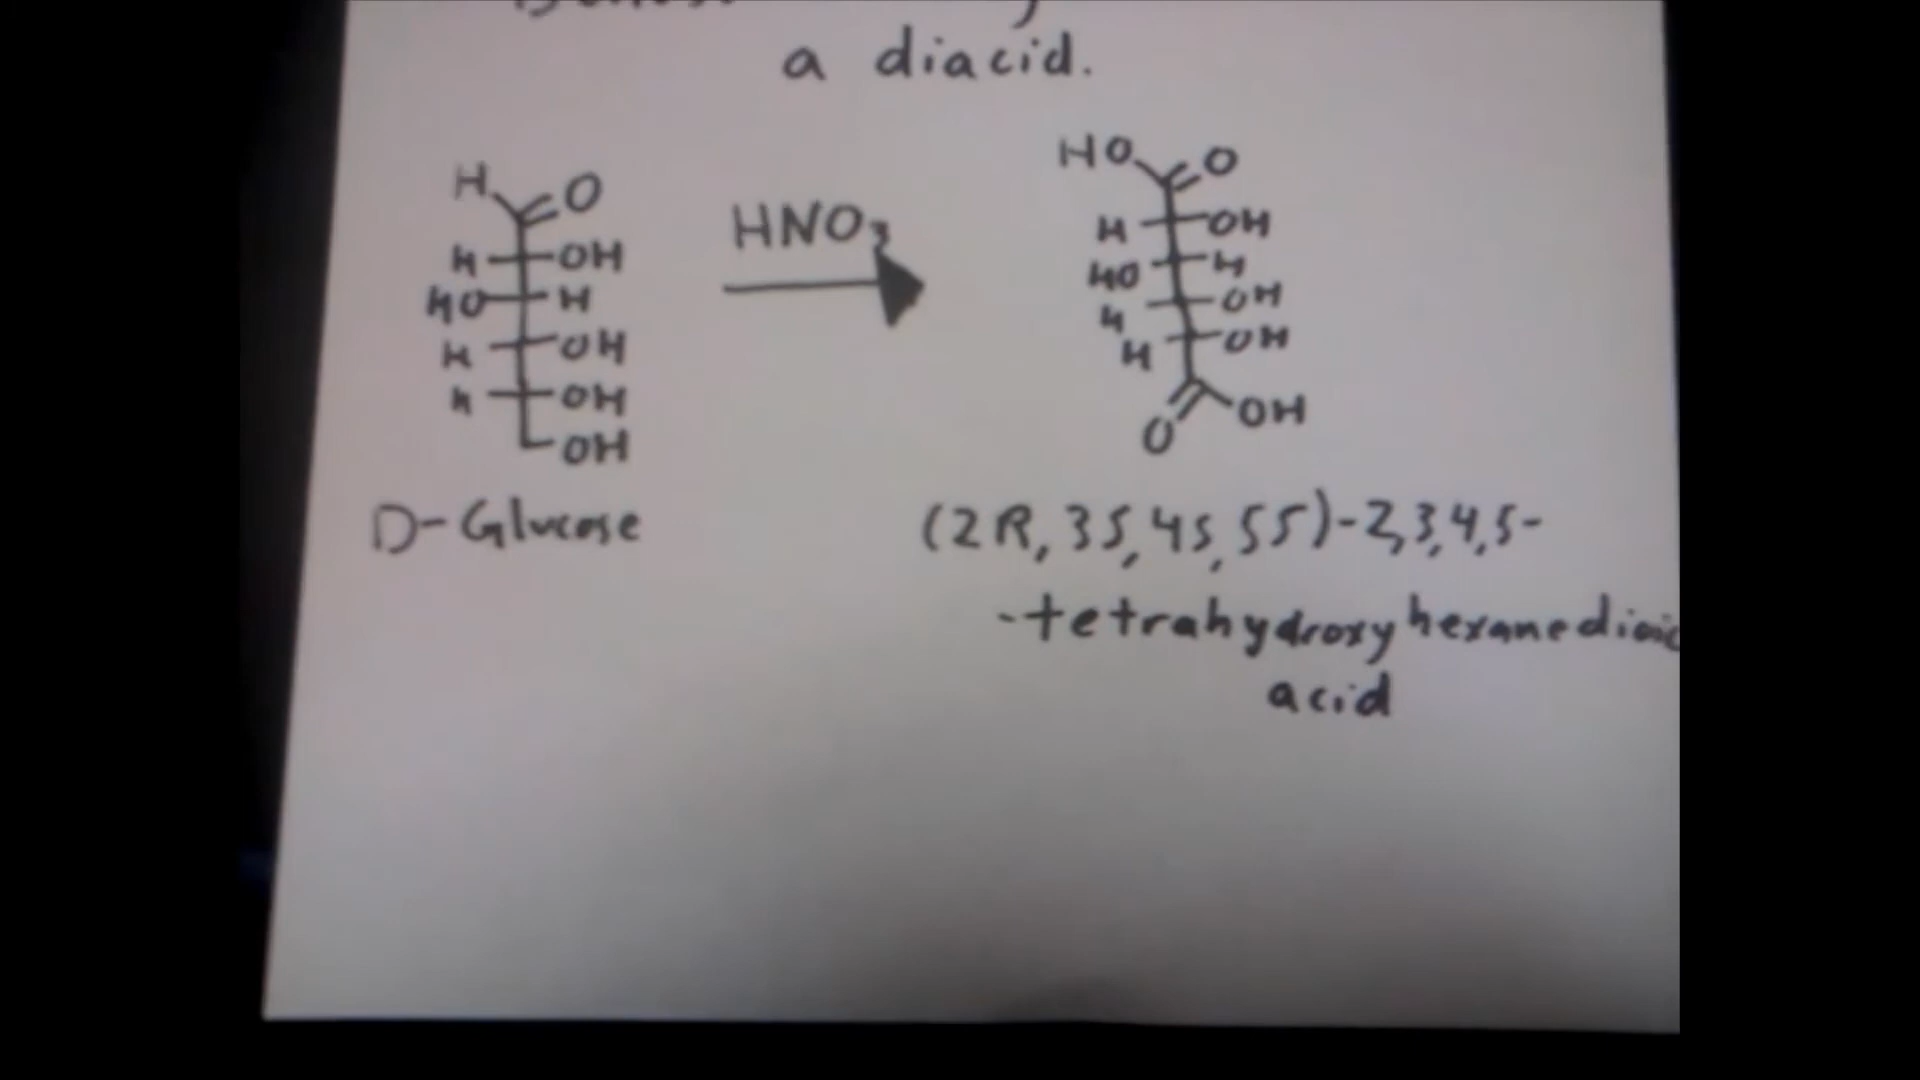 a diacid.
H O
H OH
HO H
H OH
H OH
OH
HNO3
HO O
H OH
HO H
H OH
H OH
O OH
D-Glucose
(2R,3S,4S,5S)-2,3,4,5-
-tetrahydroxyhexanedioic
acid